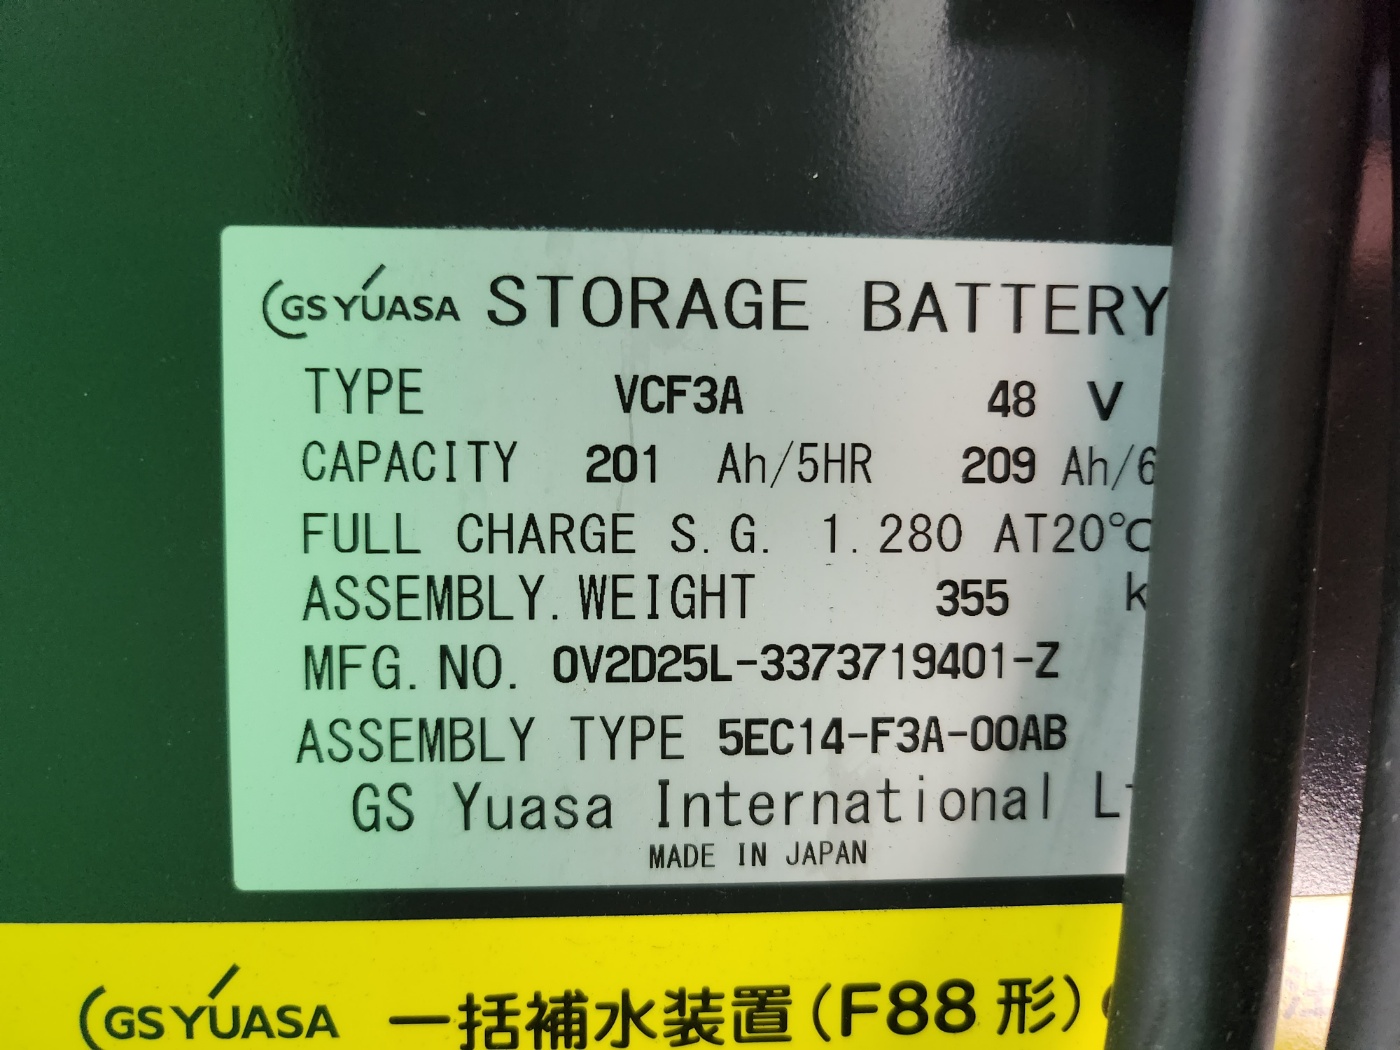 GS YUASA STORAGE BATTERY
TYPE VCF3A 48 V
CAPACITY 201 Ah/5HR 209 Ah/6
FULL CHARGE S.G. 1.280 AT20℃
ASSEMBLY.WEIGHT 355 k
MFG.NO. 0V2D25L-3373719401-Z
ASSEMBLY TYPE 5EC14-F3A-00AB
GS Yuasa International Lt
MADE IN JAPAN
GS YUASA 一括補水装置(F88形)